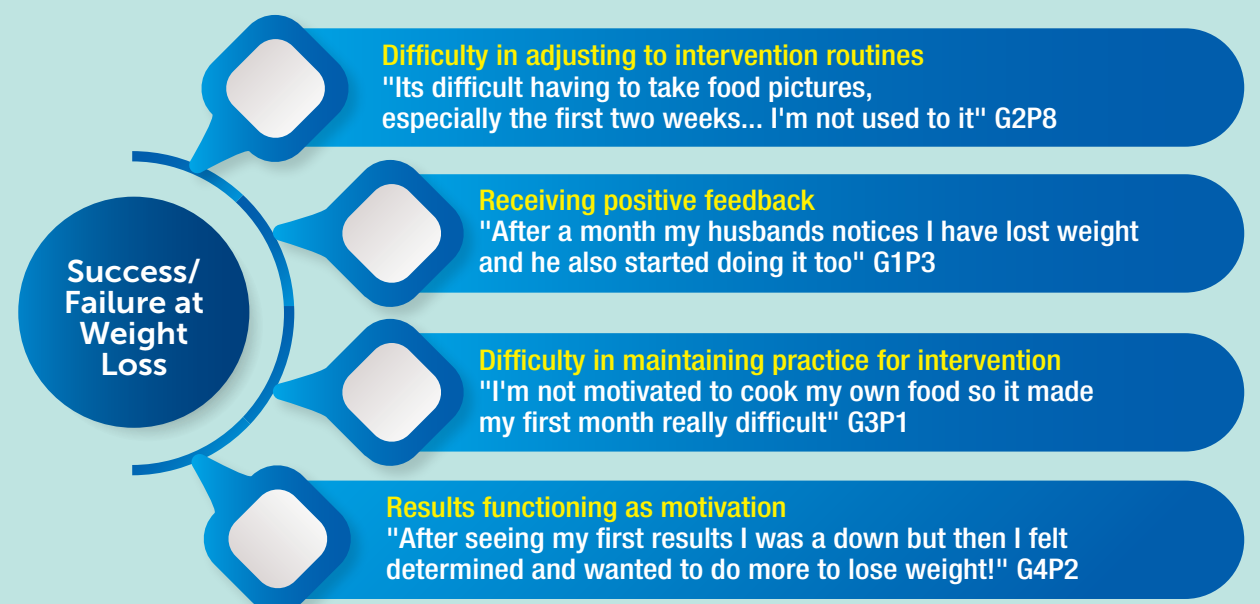 Success/
Failure at
Weight
Loss
Difficulty in adjusting to intervention routines
"Its difficult having to take food pictures,
especially the first two weeks... I'm not used to it" G2P8
Receiving positive feedback
"After a month my husbands notices I have lost weight
and he also started doing it too" G1P3
Difficulty in maintaining practice for intervention
"I'm not motivated to cook my own food so it made
my first month really difficult" G3P1
Results functioning as motivation
"After seeing my first results I was a down but then I felt
determined and wanted to do more to lose weight!" G4P2